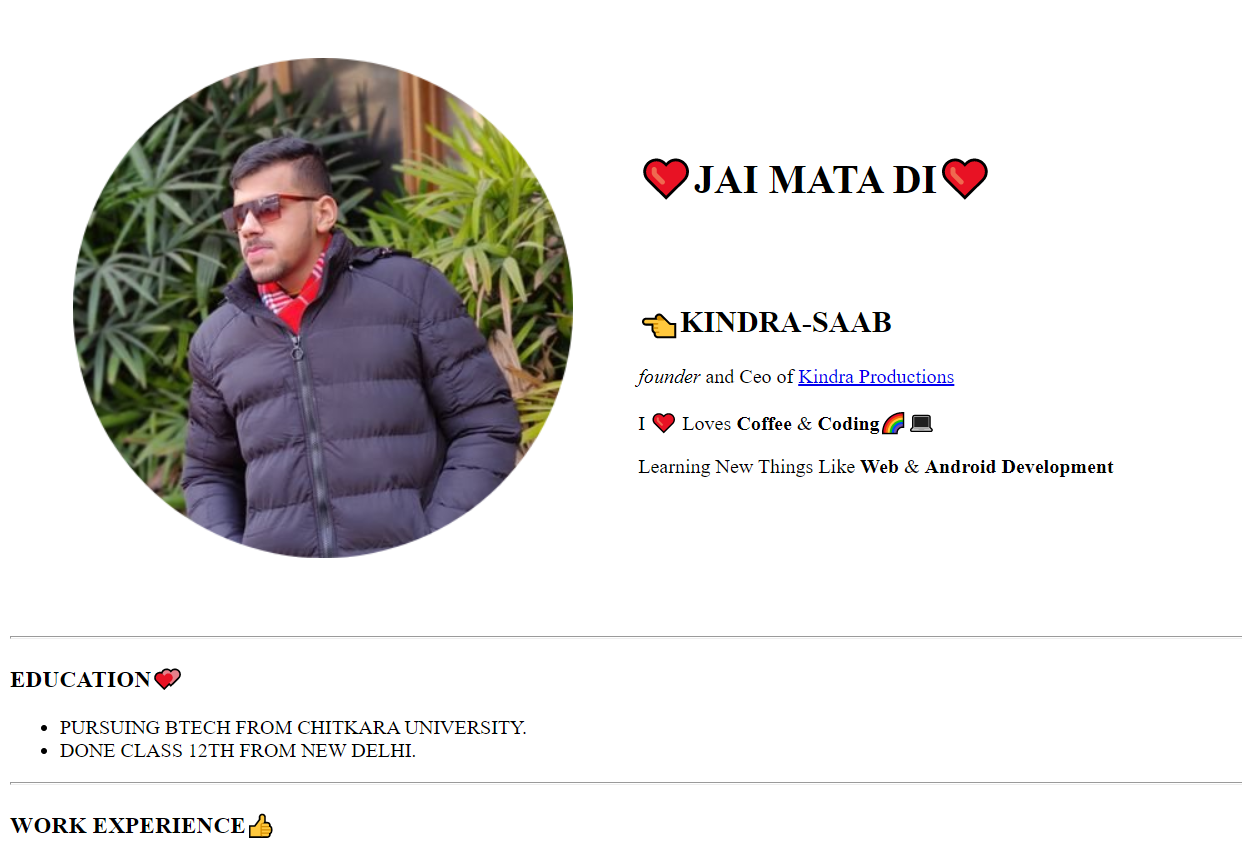 ❤️JAI MATA DI❤️
👈KINDRA-SAAB
founder and Ceo of Kindra Productions
I ❤️ Loves Coffee & Coding🌈💻
Learning New Things Like Web & Android Development
EDUCATION💕
• PURSUING BTECH FROM CHITKARA UNIVERSITY.
• DONE CLASS 12TH FROM NEW DELHI.
WORK EXPERIENCE👍